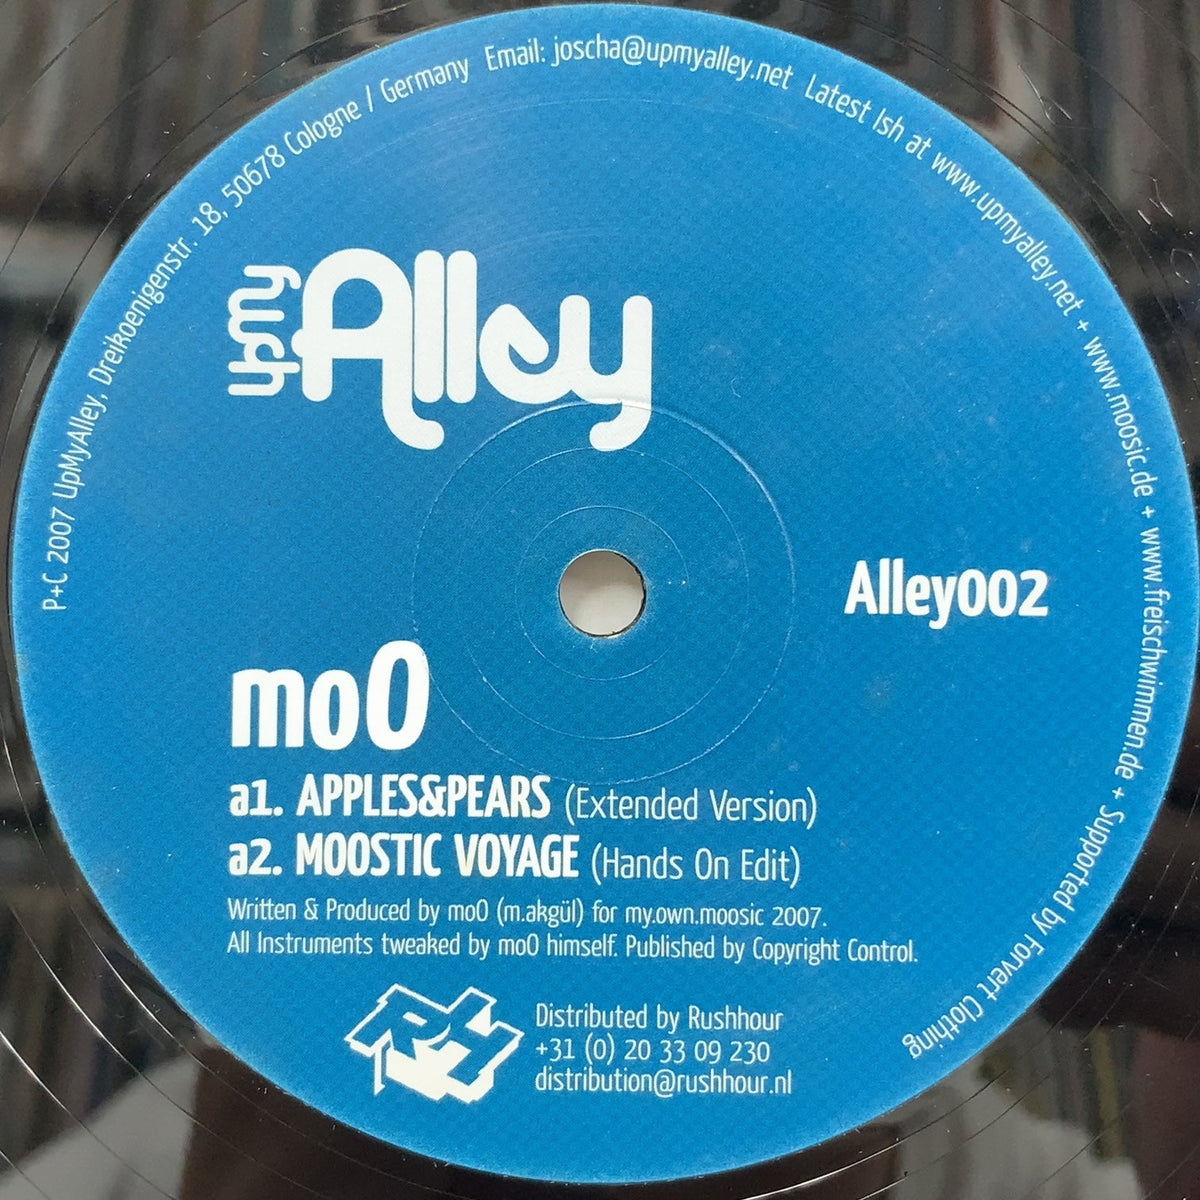 P+C 2007 UpMyAlley, Dreikoenigenstr. 18, 50678 Cologne / Germany Email: joscha@upmyalley.net Latest Ish at www.upmyalley.net + www.moosic.de + www.freischwimmen.de + Supported by Forvert Clothing
upmy Alley
Alley002
moO
a1. APPLES&PEARS (Extended Version)
a2. MOOSTIC VOYAGE (Hands On Edit)
Written & Produced by moO (m.akgül) for my.own.moosic 2007.
All Instruments tweaked by moO himself. Published by Copyright Control.
RH
Distributed by Rushhour
+31 (0) 20 33 09 230
distribution@rushhour.nl